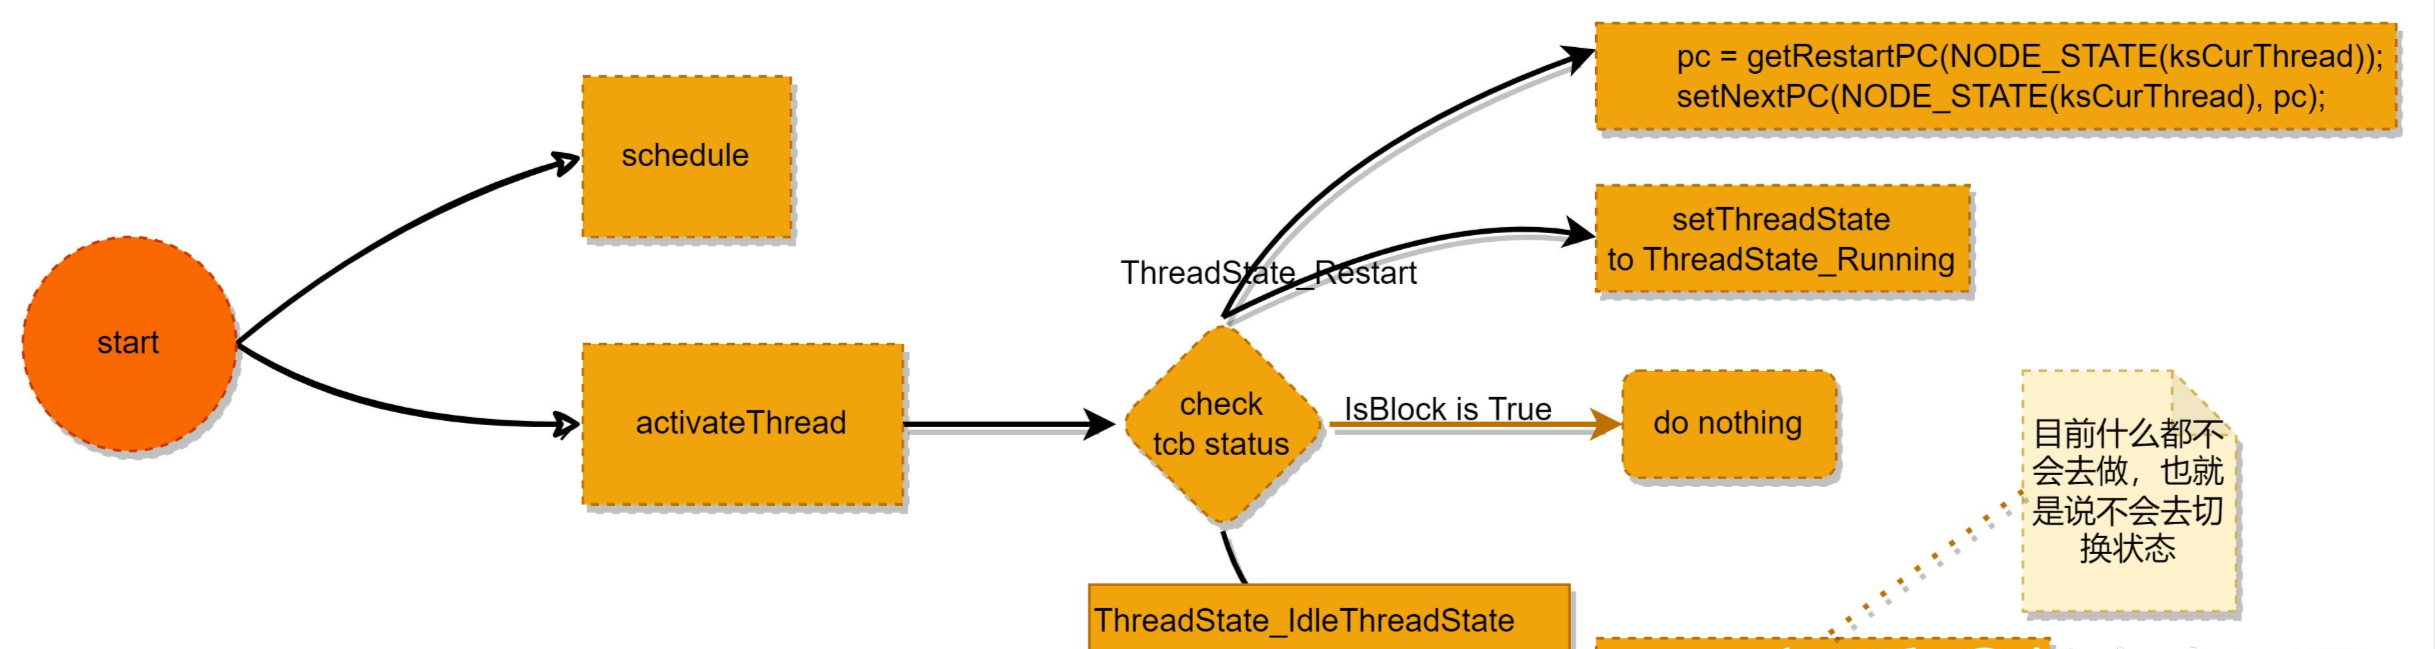 start
schedule
activateThread
check
tcb status
ThreadState_Restart
pc = getRestartPC(NODE_STATE(ksCurThread));
setNextPC(NODE_STATE(ksCurThread), pc);
setThreadState
to ThreadState_Running
IsBlock is True
do nothing
目前什么都不
会去做，也就
是说不会去切
换状态
ThreadState_IdleThreadState